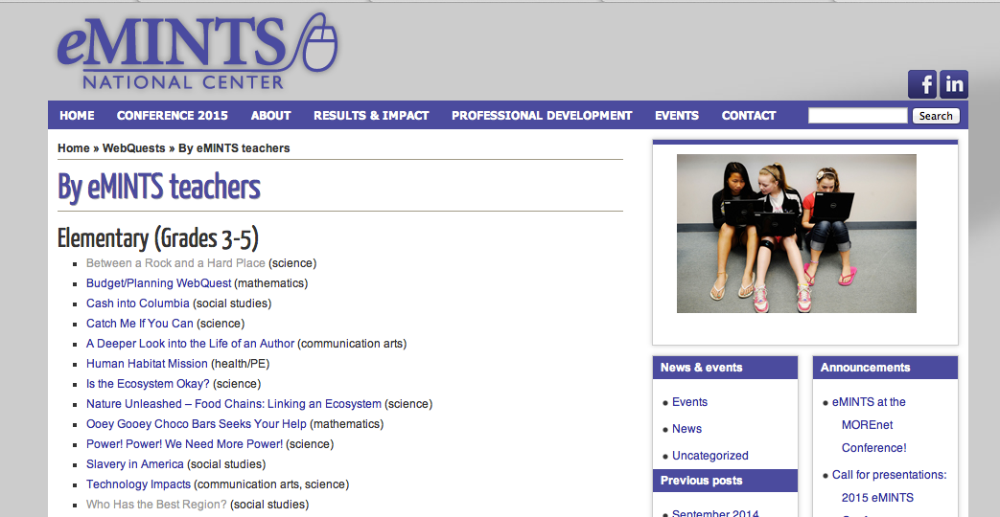 eMINTS
NATIONAL CENTER
f in
HOME CONFERENCE 2015 ABOUT RESULTS & IMPACT PROFESSIONAL DEVELOPMENT EVENTS CONTACT Search
Home » WebQuests » By eMINTS teachers
By eMINTS teachers
Elementary (Grades 3-5)
Between a Rock and a Hard Place (science)
Budget/Planning WebQuest (mathematics)
Cash into Columbia (social studies)
Catch Me If You Can (science)
A Deeper Look into the Life of an Author (communication arts)
Human Habitat Mission (health/PE)
Is the Ecosystem Okay? (science)
Nature Unleashed – Food Chains: Linking an Ecosystem (science)
Ooey Gooey Choco Bars Seeks Your Help (mathematics)
Power! Power! We Need More Power! (science)
Slavery in America (social studies)
Technology Impacts (communication arts, science)
Who Has the Best Region? (social studies)
News & events
Events
News
Uncategorized
Previous posts
September 2014
Announcements
eMINTS at the
MOREnet
Conference!
Call for presentations:
2015 eMINTS